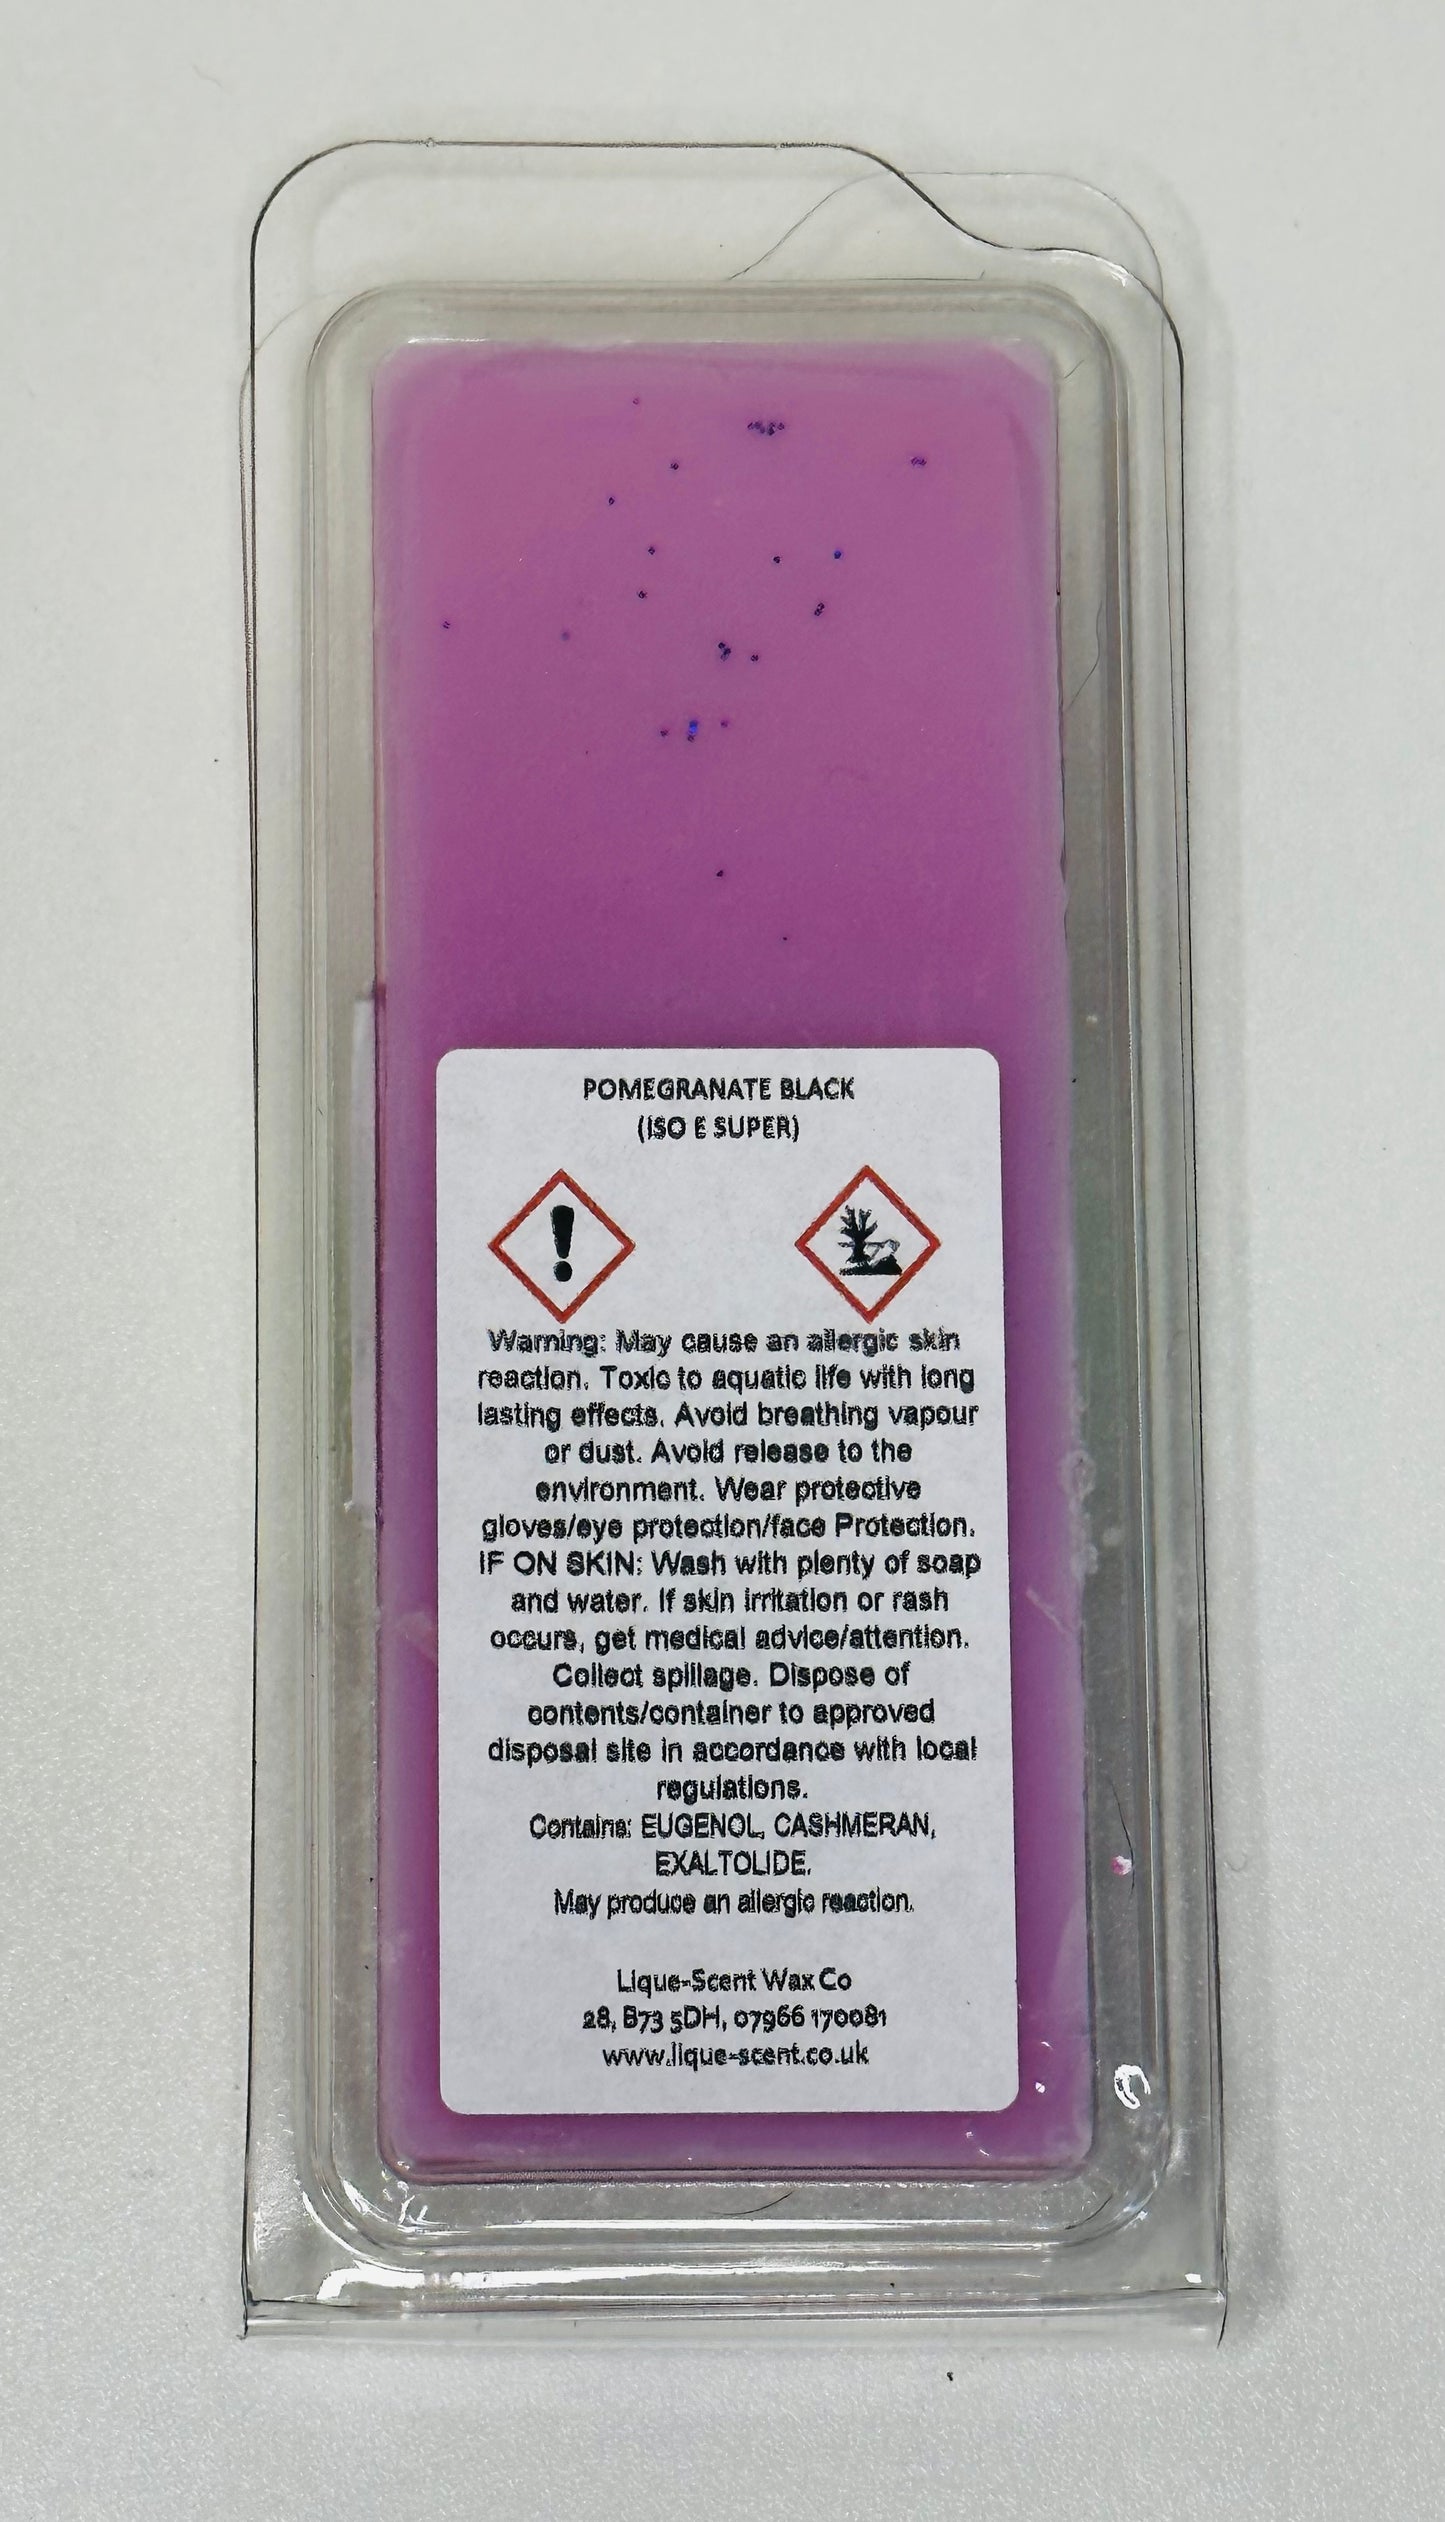 POMEGRANATE BLACK
(ISO E SUPER)
Warning: May cause an allergic skin
reaction. Toxic to aquatic life with long
lasting effects. Avoid breathing vapour
or dust. Avoid release to the
environment. Wear protective
gloves/eye protection/face Protection.
IF ON SKIN: Wash with plenty of soap
and water. If skin irritation or rash
occurs, get medical advice/attention.
Collect spillage. Dispose of
contents/container to approved
disposal site in accordance with local
regulations.
Contains: EUGENOL, CASHMERAN,
EXALTOLIDE.
May produce an allergic reaction.
Lique-Scent Wax Co
28, B73 5DH, 07966 170081
www.lique-scent.co.uk